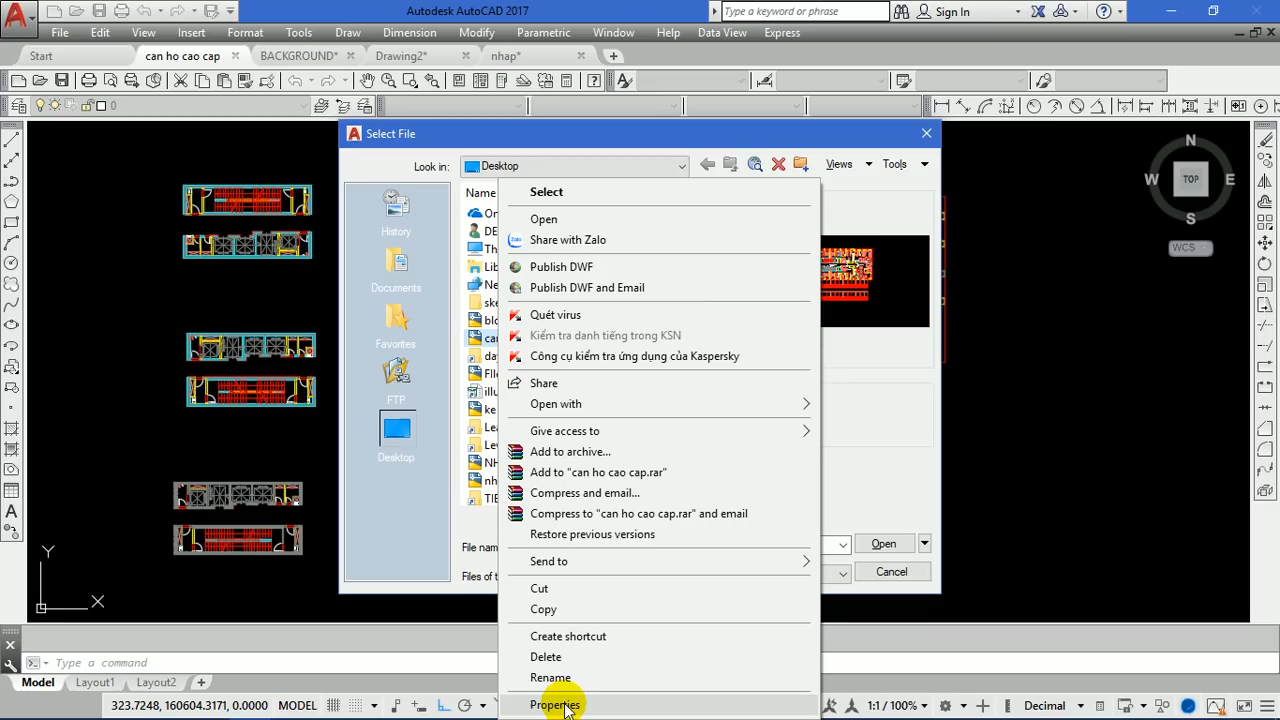 Autodesk AutoCAD 2017
Type a keyword or phrase
Sign In
File Edit View Insert Format Tools Draw Dimension Modify Parametric Window Help Data View Express
Start
can ho cao cap
BACKGROUND*
Drawing2*
nhap*
0
Select File
Look in:
Desktop
Views
Tools
Name
History
Documents
Favorites
FTP
Desktop
Select
Open
Share with Zalo
Publish DWF
Publish DWF and Email
Quét virus
Kiểm tra danh tiếng trong KSN
Công cụ kiểm tra ứng dụng của Kaspersky
Share
Open with
Give access to
Add to archive...
Add to "can ho cao cap.rar"
Compress and email...
Compress to "can ho cao cap.rar" and email
Restore previous versions
Send to
Cut
Copy
Create shortcut
Delete
Rename
Properties
File name
Files of t
Open
Cancel
N
W TOP E
S
WCS
Y
X
Type a command
Model
Layout1
Layout2
323.7248, 160604.3171, 0.0000
MODEL
1:1 / 100%
Decimal